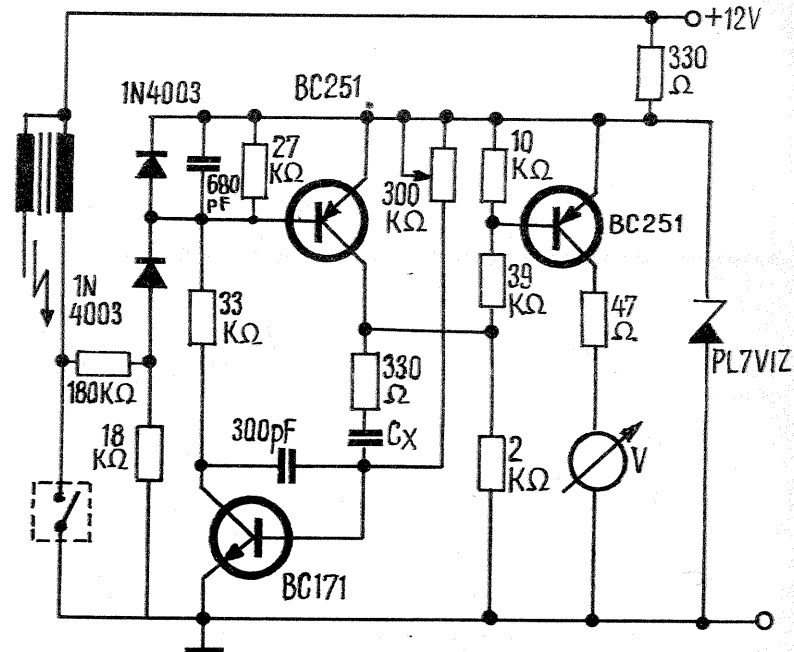 +12V
330
Ω
1N4003
BC251
27
KΩ
680
PF
300
KΩ
10
KΩ
BC251
39
KΩ
1N
4003
33
KΩ
47
Ω
PL7V1Z
180KΩ
330
Ω
18
KΩ
300pF
CX
2
KΩ
V
BC171